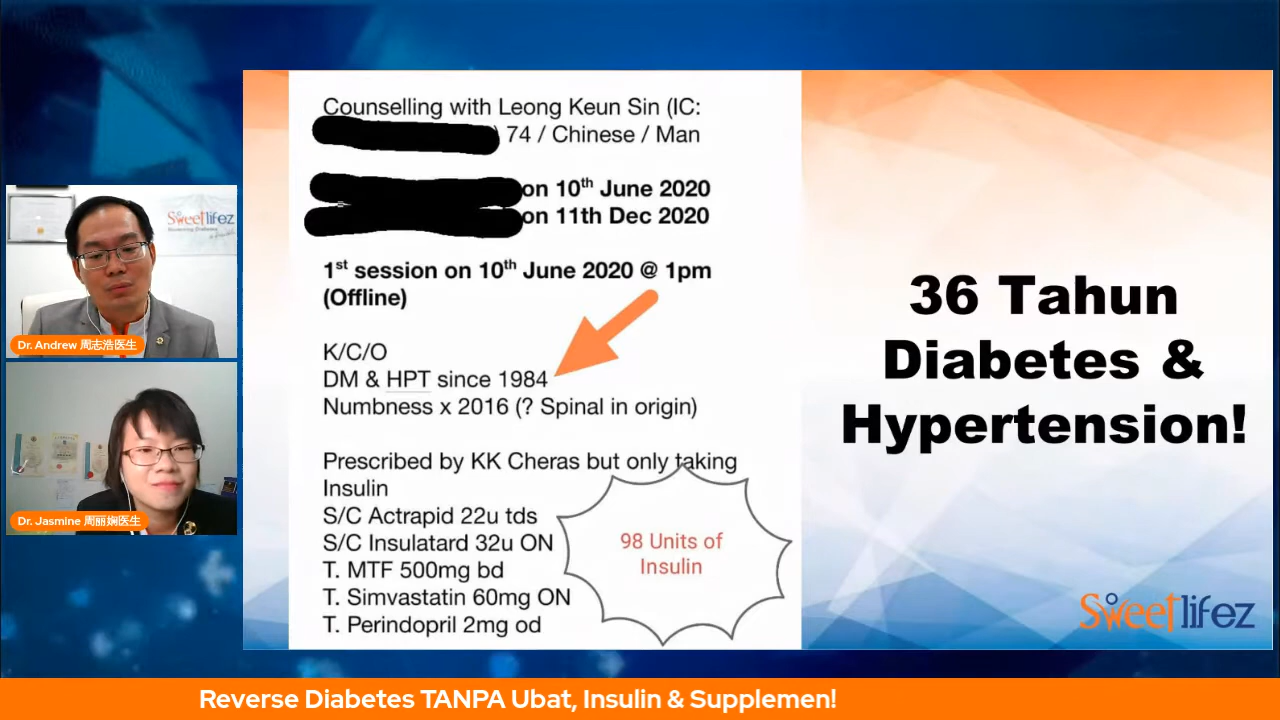 Counselling with Leong Keun Sin (IC:
) 74 / Chinese / Man
on 10th June 2020
on 11th Dec 2020
1st session on 10th June 2020 @ 1pm
(Offline)
K/C/O
DM & HPT since 1984
Numbness x 2016 (? Spinal in origin)
Prescribed by KK Cheras but only taking
Insulin
S/C Actrapid 22u tds
S/C Insulatard 32u ON
T. MTF 500mg bd
T. Simvastatin 60mg ON
T. Perindopril 2mg od
98 Units of
Insulin
36 Tahun
Diabetes &
Hypertension!
Sweetlifez
Sweetlifez
Dr. Andrew 周志浩医生
Dr. Jasmine 周丽娴医生
Reverse Diabetes TANPA Ubat, Insulin & Supplemen!